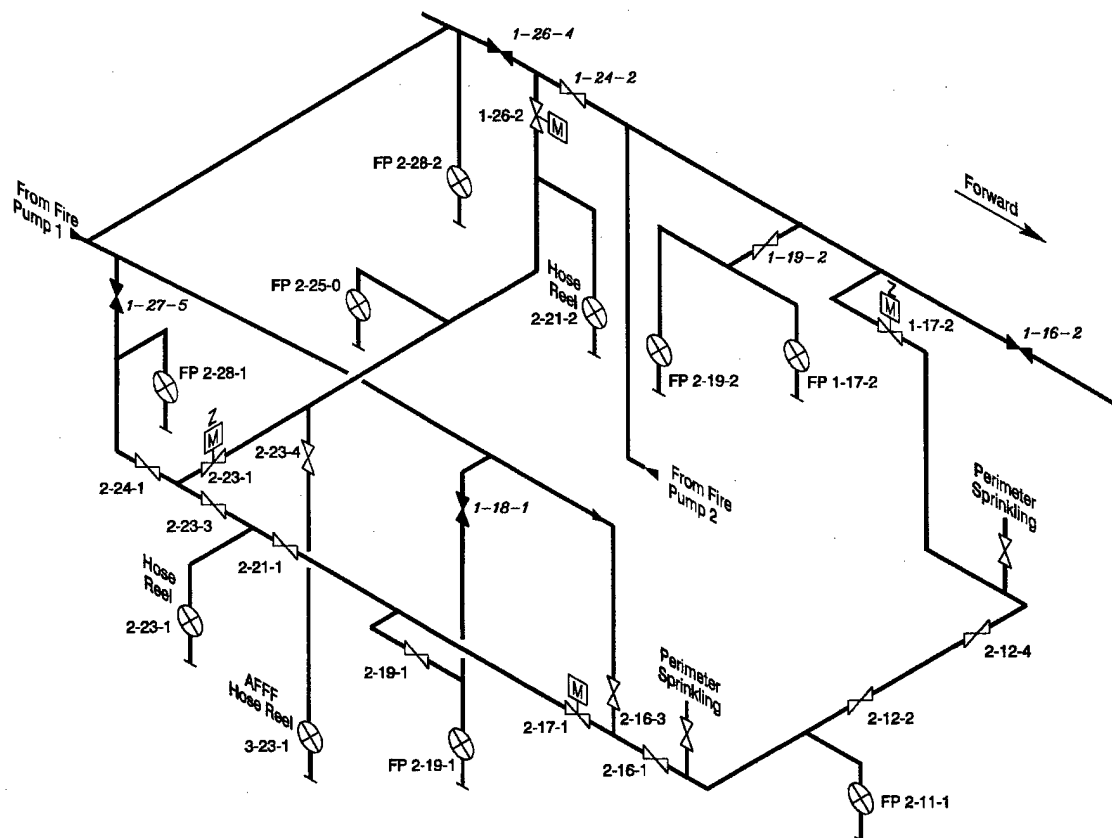 1-26-4
1-24-2
1-26-2
M
FP 2-28-2
From Fire
Pump 1
Forward
1-19-2
M
1-17-2
1-16-2
Hose
Reel
2-21-2
FP 2-25-0
1-27-5
FP 2-28-1
FP 2-19-2
FP 1-17-2
M
2-23-1
2-23-4
2-24-1
2-23-3
1-18-1
From Fire
Pump 2
Perimeter
Sprinkling
2-21-1
Hose
Reel
2-23-1
2-19-1
AFFF
Hose Reel
3-23-1
FP 2-19-1
M
2-17-1
2-16-3
2-16-1
Perimeter
Sprinkling
2-12-4
2-12-2
FP 2-11-1